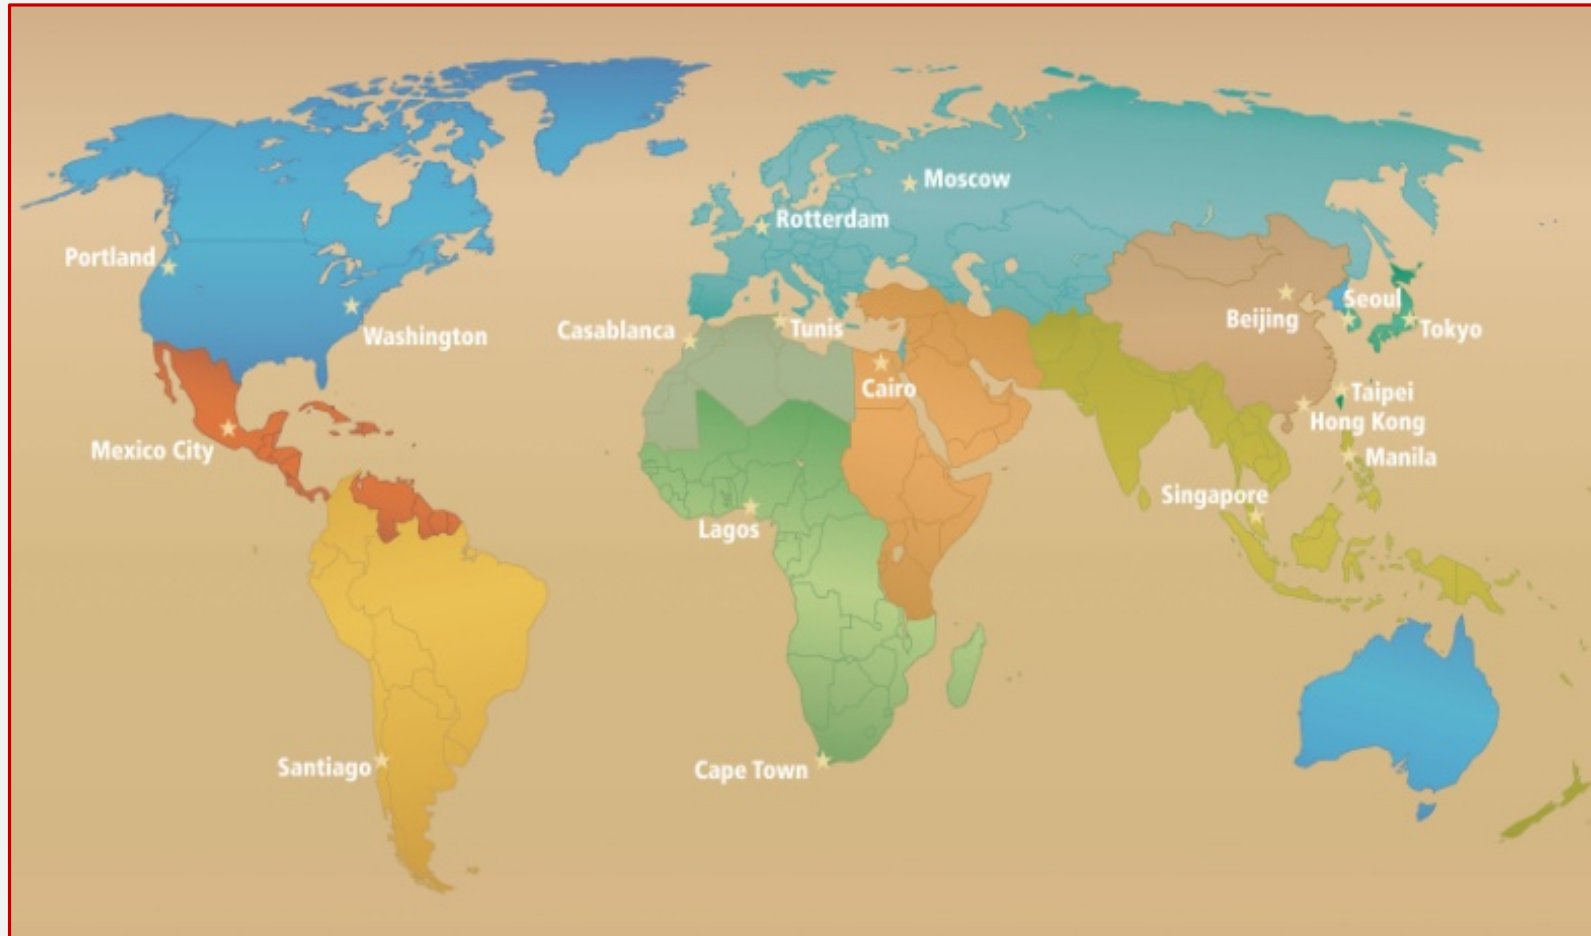 Moscow
Rotterdam
Portland
Washington
Casablanca
Tunis
Cairo
Beijing
Seoul
Tokyo
Taipei
Hong Kong
Mexico City
Manila
Singapore
Lagos
Santiago
Cape Town